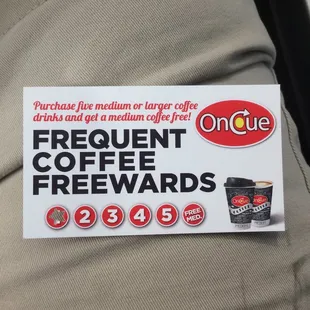 Purchase five medium or larger coffee
drinks and get a medium coffee free!
OnCue
FREQUENT
COFFEE
FREEWARDS
2 3 4 5 FREE MED.